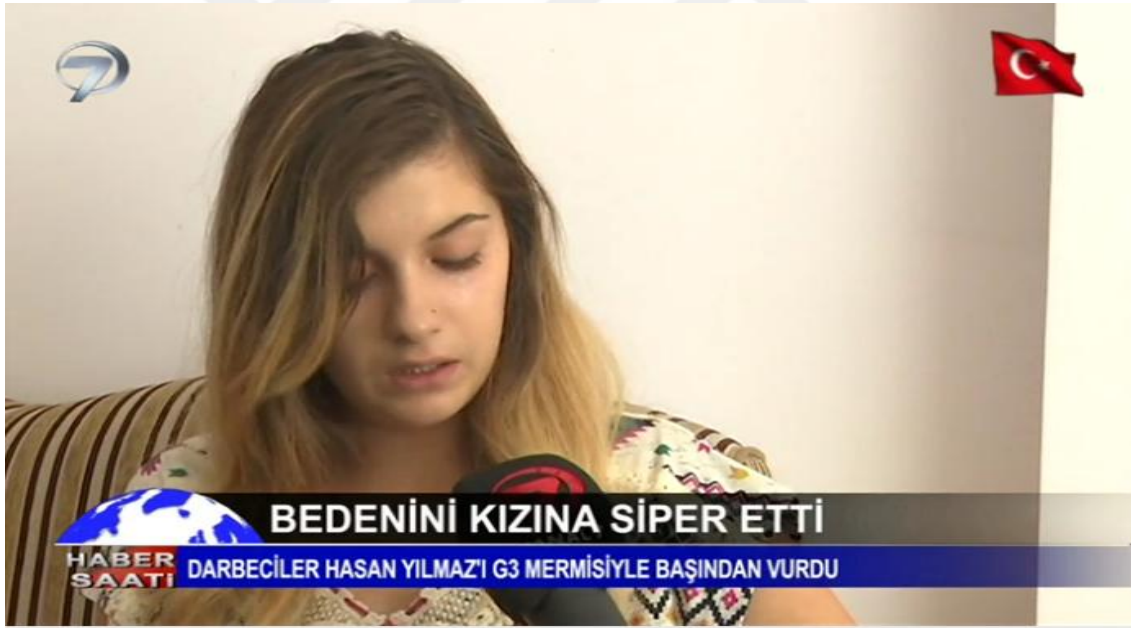 7
BEDENİNİ KIZINA SİPER ETTİ
HABER
SAATİ
DARBECİLER HASAN YILMAZ'I G3 MERMİSİYLE BAŞINDAN VURDU